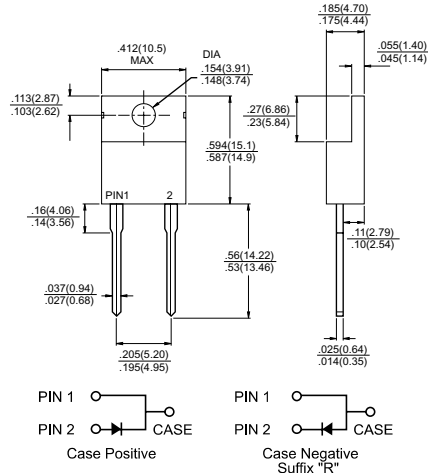 .185(4.70)
.175(4.44)
.412(10.5)
MAX
DIA
.154(3.91)
.148(3.74)
.055(1.40)
.045(1.14)
.113(2.87)
.103(2.62)
.27(6.86)
.23(5.84)
.594(15.1)
.587(14.9)
PIN1 2
.16(4.06)
.14(3.56)
.56(14.22)
.53(13.46)
.11(2.79)
.10(2.54)
.037(0.94)
.027(0.68)
.205(5.20)
.195(4.95)
.025(0.64)
.014(0.35)
PIN 1
PIN 2
CASE
Case Positive
PIN 1
PIN 2
CASE
Case Negative
Suffix "R"